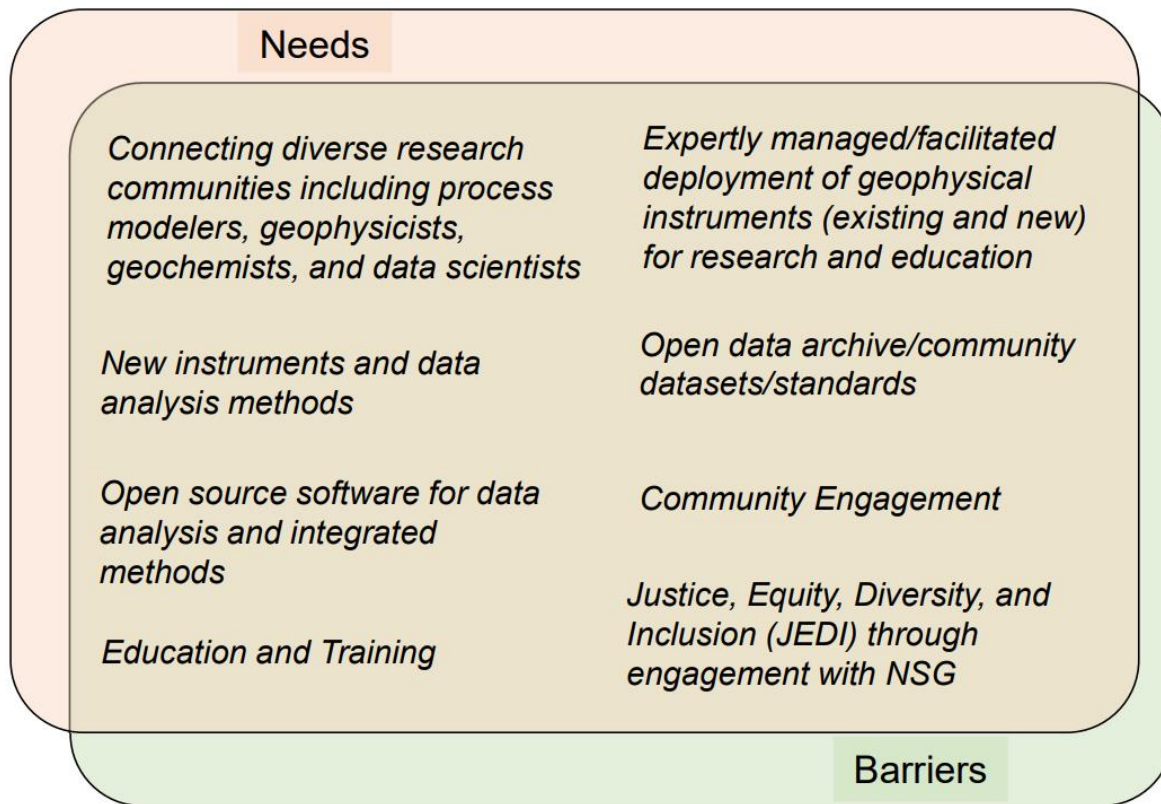 Needs
Connecting diverse research
communities including process
modelers, geophysicists,
geochemists, and data scientists
New instruments and data
analysis methods
Open source software for data
analysis and integrated
methods
Education and Training
Expertly managed/facilitated
deployment of geophysical
instruments (existing and new)
for research and education
Open data archive/community
datasets/standards
Community Engagement
Justice, Equity, Diversity, and
Inclusion (JEDI) through
engagement with NSG
Barriers